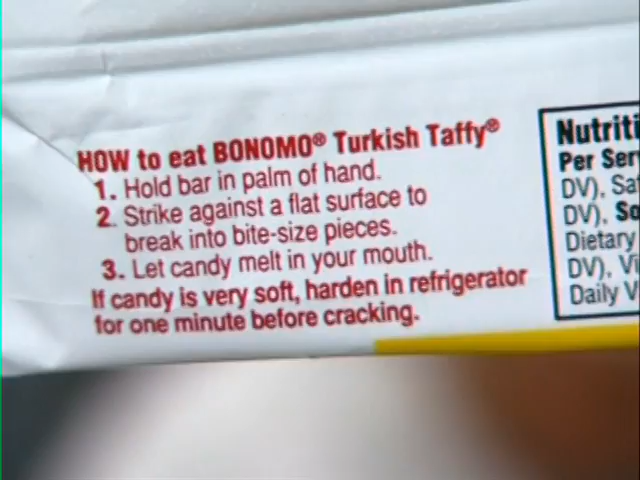 HOW to eat BONOMO® Turkish Taffy®
1. Hold bar in palm of hand.
2. Strike against a flat surface to
break into bite-size pieces.
3. Let candy melt in your mouth.
If candy is very soft, harden in refrigerator
for one minute before cracking.
Nutriti
Per Ser
DV), Sa
DV), So
Dietary
DV), Vi
Daily V